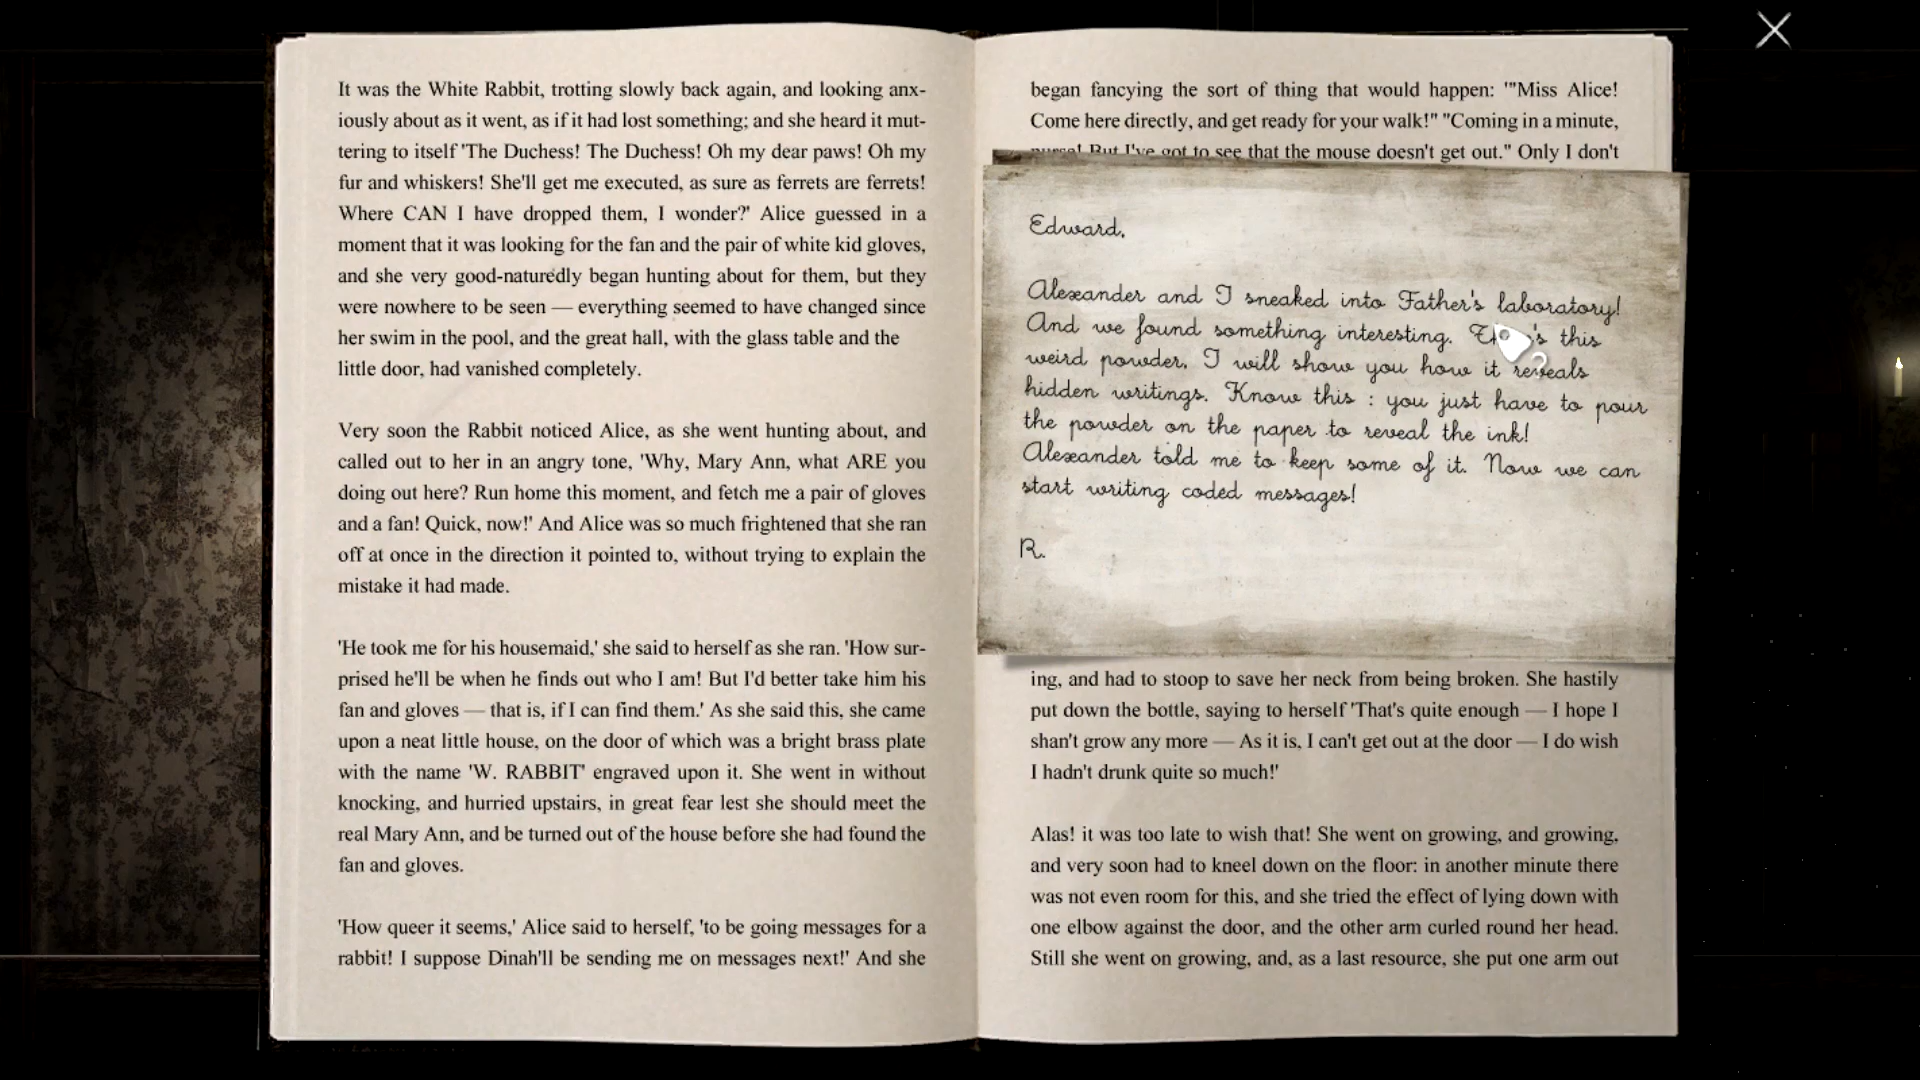 It was the White Rabbit, trotting slowly back again, and looking anx-
iously about as it went, as if it had lost something; and she heard it mut-
tering to itself 'The Duchess! The Duchess! Oh my dear paws! Oh my
fur and whiskers! She'll get me executed, as sure as ferrets are ferrets!
Where CAN I have dropped them, I wonder?' Alice guessed in a
moment that it was looking for the fan and the pair of white kid gloves,
and she very good-naturedly began hunting about for them, but they
were nowhere to be seen — everything seemed to have changed since
her swim in the pool, and the great hall, with the glass table and the
little door, had vanished completely.
Very soon the Rabbit noticed Alice, as she went hunting about, and
called out to her in an angry tone, 'Why, Mary Ann, what ARE you
doing out here? Run home this moment, and fetch me a pair of gloves
and a fan! Quick, now!' And Alice was so much frightened that she ran
off at once in the direction it pointed to, without trying to explain the
mistake it had made.
'He took me for his housemaid,' she said to herself as she ran. 'How sur-
prised he'll be when he finds out who I am! But I'd better take him his
fan and gloves — that is, if I can find them.' As she said this, she came
upon a neat little house, on the door of which was a bright brass plate
with the name 'W. RABBIT' engraved upon it. She went in without
knocking, and hurried upstairs, in great fear lest she should meet the
real Mary Ann, and be turned out of the house before she had found the
fan and gloves.
'How queer it seems,' Alice said to herself, 'to be going messages for a
rabbit! I suppose Dinah'll be sending me on messages next!' And she
began fancying the sort of thing that would happen: '"Miss Alice!
Come here directly, and get ready for your walk!" "Coming in a minute,
nurse! But I've got to see that the mouse doesn't get out." Only I don't
Edward,
Alexander and I sneaked into Father's laboratory!
And we found something interesting. this
weird powder. I will show you how it reveals
hidden writings. Know this : you just have to pour
the powder on the paper to reveal the ink!
Alexander told me to keep some of it. Now we can
start writing coded messages!
R.
ing, and had to stoop to save her neck from being broken. She hastily
put down the bottle, saying to herself 'That's quite enough — I hope I
shan't grow any more — As it is, I can't get out at the door — I do wish
I hadn't drunk quite so much!'
Alas! it was too late to wish that! She went on growing, and growing,
and very soon had to kneel down on the floor: in another minute there
was not even room for this, and she tried the effect of lying down with
one elbow against the door, and the other arm curled round her head.
Still she went on growing, and, as a last resource, she put one arm out